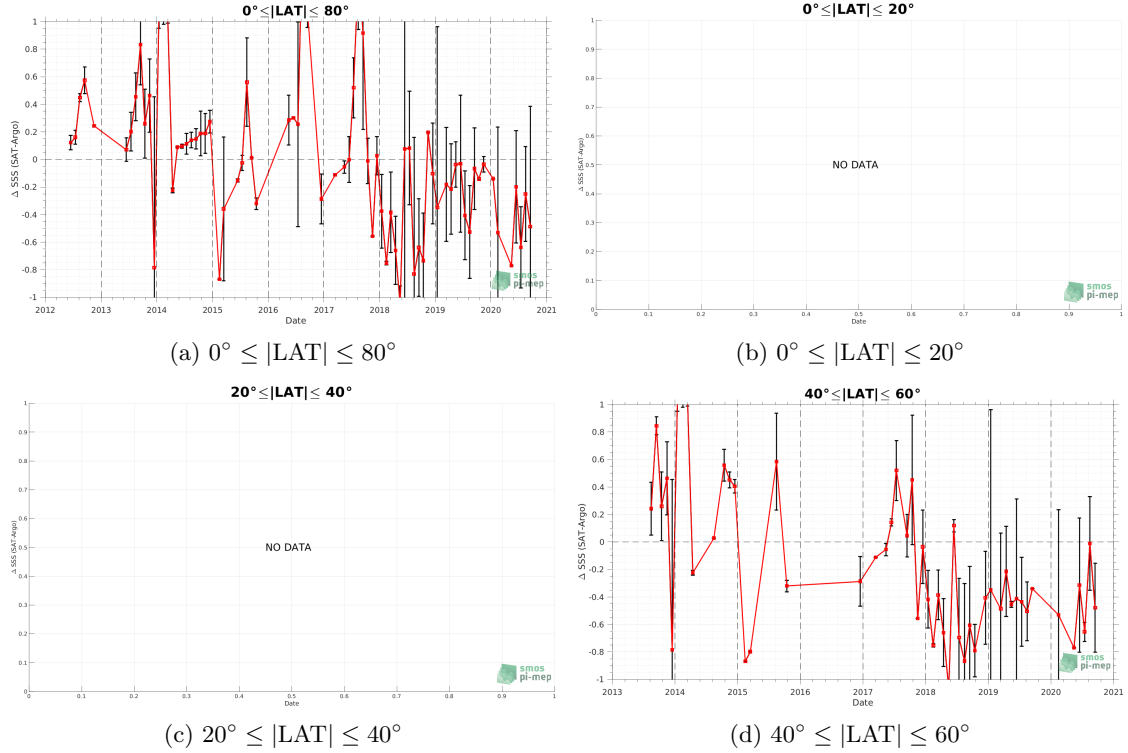 0°≤|LAT|≤ 80°
Δ SSS (SAT-Argo)
1
0.8
0.6
0.4
0.2
0
-0.2
-0.4
-0.6
-0.8
-1
2012 2013 2014 2015 2016 2017 2018 2019 2020 2021
Date
smos
pi-mep
(a) 0° ≤ |LAT| ≤ 80°
0°≤|LAT|≤ 20°
Δ SSS (SAT-Argo)
1
0.9
0.8
0.7
0.6
0.5
0.4
0.3
0.2
0.1
0
NO DATA
0 0.1 0.2 0.3 0.4 0.5 0.6 0.7 0.8 0.9 1
Date
smos
pi-mep
(b) 0° ≤ |LAT| ≤ 20°
20°≤|LAT|≤ 40°
Δ SSS (SAT-Argo)
1
0.9
0.8
0.7
0.6
0.5
0.4
0.3
0.2
0.1
0
NO DATA
0 0.1 0.2 0.3 0.4 0.5 0.6 0.7 0.8 0.9 1
Date
smos
pi-mep
(c) 20° ≤ |LAT| ≤ 40°
40°≤|LAT|≤ 60°
Δ SSS (SAT-Argo)
1
0.8
0.6
0.4
0.2
0
-0.2
-0.4
-0.6
-0.8
-1
2013 2014 2015 2016 2017 2018 2019 2020 2021
Date
smos
pi-mep
(d) 40° ≤ |LAT| ≤ 60°